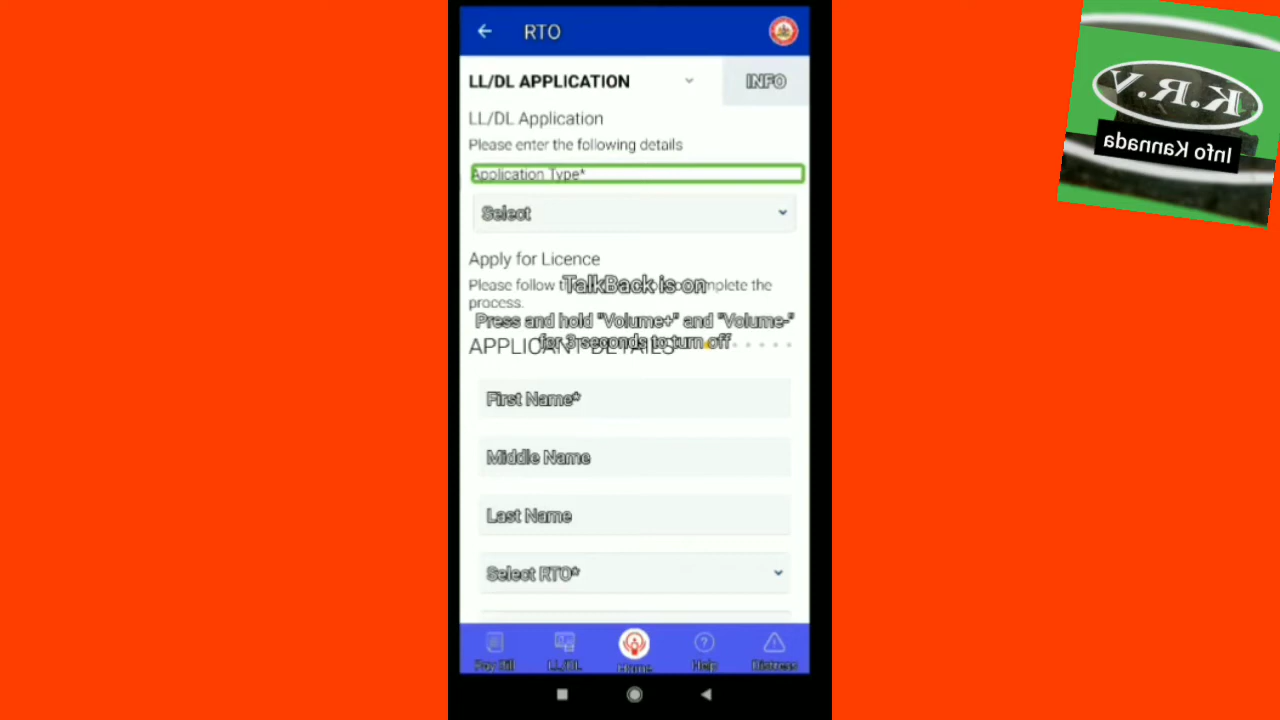 RTO
LL/DL APPLICATION
INFO
LL/DL Application
Please enter the following details
Application Type*
Select
Apply for Licence
Please follow t mplete the
process.
TalkBack is on
Press and hold "Volume+" and "Volume-"
for 3 seconds to turn off
APPLICANT DETAILS
First Name*
Middle Name
Last Name
Select RTO*
Pay Bill
LL/DL
Home
Help
Distress
K.R.V
Info Kannada